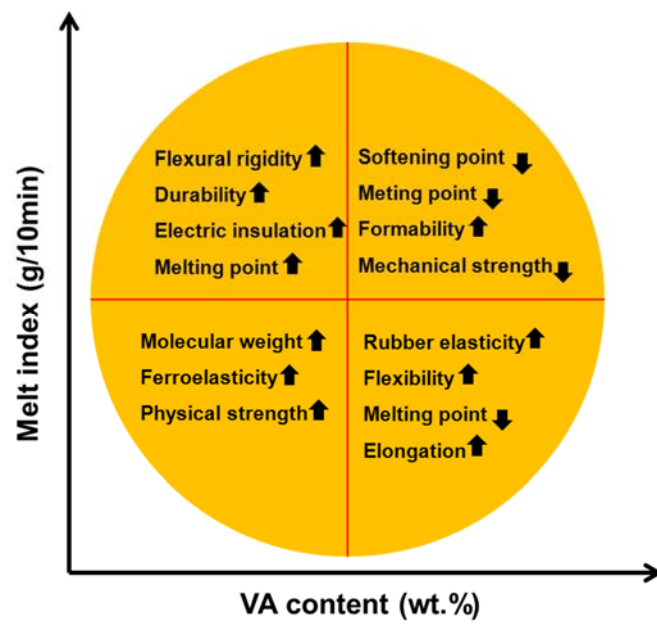 Melt index (g/10min)
Flexural rigidity
Durability
Electric insulation
Melting point
Softening point
Meting point
Formability
Mechanical strength
Molecular weight
Ferroelasticity
Physical strength
Rubber elasticity
Flexibility
Melting point
Elongation
VA content (wt.%)